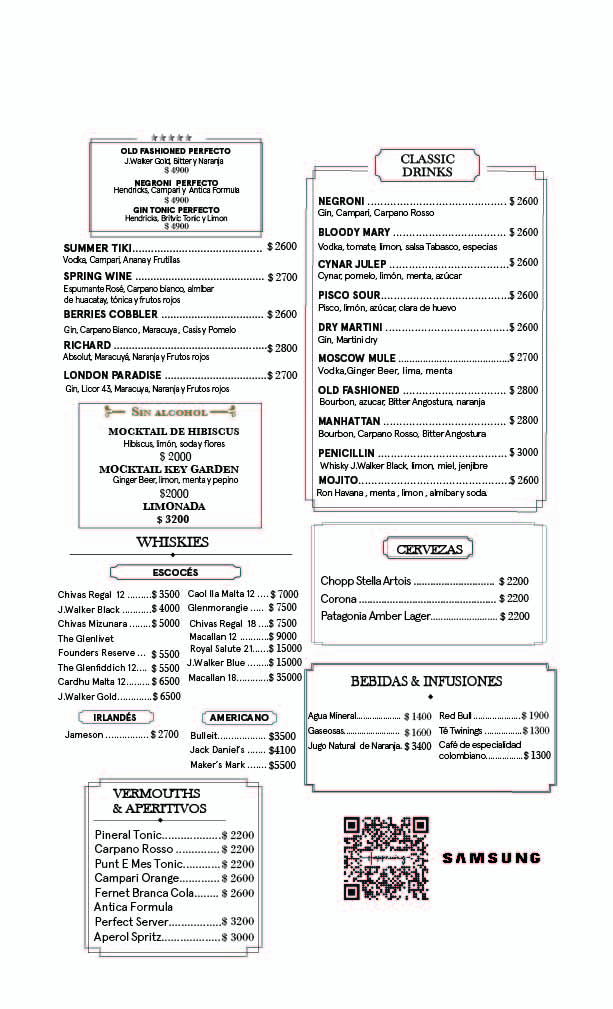 OLD FASHIONED PERFECTO
J.Walker Gold, Bitter y Naranja
$ 4900
NEGRONI PERFECTO
Hendricks, Campari y Antica Formula
$ 4900
GIN TONIC PERFECTO
Hendricks, Britvic Tonic y Limon
$ 4900
SUMMER TIKI.............................. $ 2600
Vodka, Campari, Anana y Frutillas
SPRING WINE .............................. $ 2700
Espumante Rosé, Carpano bianco, almíbar
de huacatay, tónica y frutos rojos
BERRIES COBBLER ........................ $ 2600
Gin, Carpano Bianco , Maracuya , Casis y Pomelo
RICHARD ................................... $ 2800
Absolut, Maracuyá, Naranja y Frutos rojos
LONDON PARADISE ........................$ 2700
Gin, Licor 43, Maracuya, Naranja y Frutos rojos
SIN ALCOHOL
MOCKTAIL DE HIBISCUS
Hibiscus, limón, soda y flores
$ 2000
MOCKTAIL KEY GARDEN
Ginger Beer, limon, menta y pepino
$2000
LIMONADA
$ 3200
CLASSIC
DRINKS
NEGRONI ........................................... $ 2600
Gin, Campari, Carpano Rosso
BLOODY MARY ................................... $ 2600
Vodka, tomate, limon, salsa Tabasco, especias
CYNAR JULEP ....................................$ 2600
Cynar, pomelo, limón, menta, azúcar
PISCO SOUR.......................................$ 2600
Pisco, limón, azúcar, clara de huevo
DRY MARTINI ..................................... $ 2600
Gin, Martini dry
MOSCOW MULE ..................................$ 2700
Vodka,Ginger Beer, lima, menta
OLD FASHIONED ................................. $ 2800
Bourbon, azucar, Bitter Angostura, naranja
MANHATTAN ...................................... $ 2800
Bourbon, Carpano Rosso, Bitter Angostura
PENICILLIN ........................................ $ 3000
Whisky J.Walker Black, limon, miel, jenjibre
MOJITO..............................................$ 2600
Ron Havana , menta , limon , almibar y soda.
WHISKIES
ESCOCÉS
Chivas Regal 12 ........$ 3500
J.Walker Black ..........$ 4000
Chivas Mizunara ........$ 5000
The Glenlivet
Founders Reserve ... $ 5500
The Glenfiddich 12.... $ 5500
Cardhu Malta 12......... $ 6500
J.Walker Gold.............$ 6500
Caol Ila Malta 12 ....$ 7000
Glenmorangie ..... $ 7500
Chivas Regal 18 ...$ 7500
Macallan 12 .........$ 9000
Royal Salute 21......$ 15000
J.Walker Blue ........$ 15000
Macallan 18...........$ 35000
IRLANDÉS
Jameson ............... $ 2700
AMERICANO
Bulleit.................$3500
Jack Daniel's ....... $4100
Maker's Mark ....... $5500
CERVEZAS
Chopp Stella Artois ........................... $ 2200
Corona .............................................. $ 2200
Patagonia Amber Lager...................... $ 2200
BEBIDAS & INFUSIONES
Agua Mineral................... $ 1400
Gaseosas........................ $ 1600
Jugo Natural de Naranja. $ 3400
Red Bull ...................$ 1900
Té Twinings ...............$ 1300
Café de especialidad
colombiano...............$ 1300
VERMOUTHS
& APERITIVOS
Pineral Tonic...................$ 2200
Carpano Rosso ..............$ 2200
Punt E Mes Tonic............$ 2200
Campari Orange.............$ 2600
Fernet Branca Cola........ $ 2600
Antica Formula
Perfect Server.................$ 3200
Aperol Spritz...................$ 3000
SAMSUNG